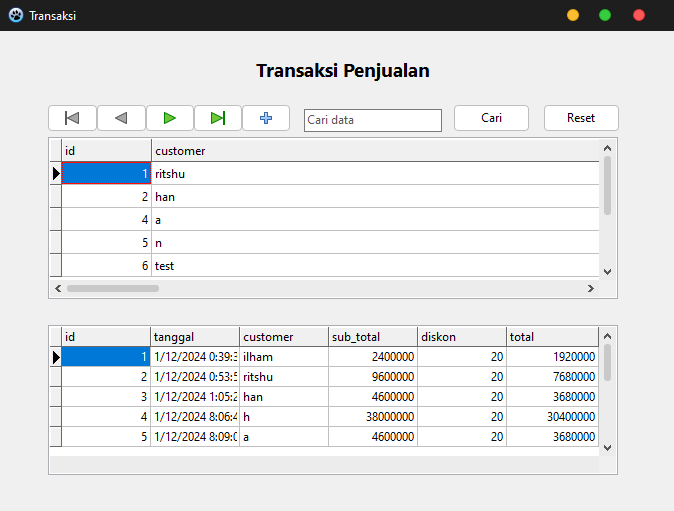 Transaksi
Transaksi Penjualan
Cari data Cari Reset
id customer
1 ritshu
2 han
4 a
5 n
6 test
id tanggal customer sub_total diskon total
1 1/12/2024 0:39:3 ilham 2400000 20 1920000
2 1/12/2024 0:53:5 ritshu 9600000 20 7680000
3 1/12/2024 1:05:2 han 4600000 20 3680000
4 1/12/2024 8:06:4 h 38000000 20 30400000
5 1/12/2024 8:09:0 a 4600000 20 3680000